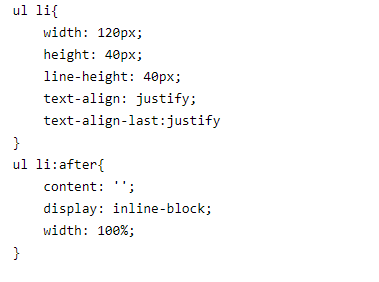 ul li{
    width: 120px;
    height: 40px;
    line-height: 40px;
    text-align: justify;
    text-align-last:justify
}
ul li:after{
    content: '';
    display: inline-block;
    width: 100%;
}